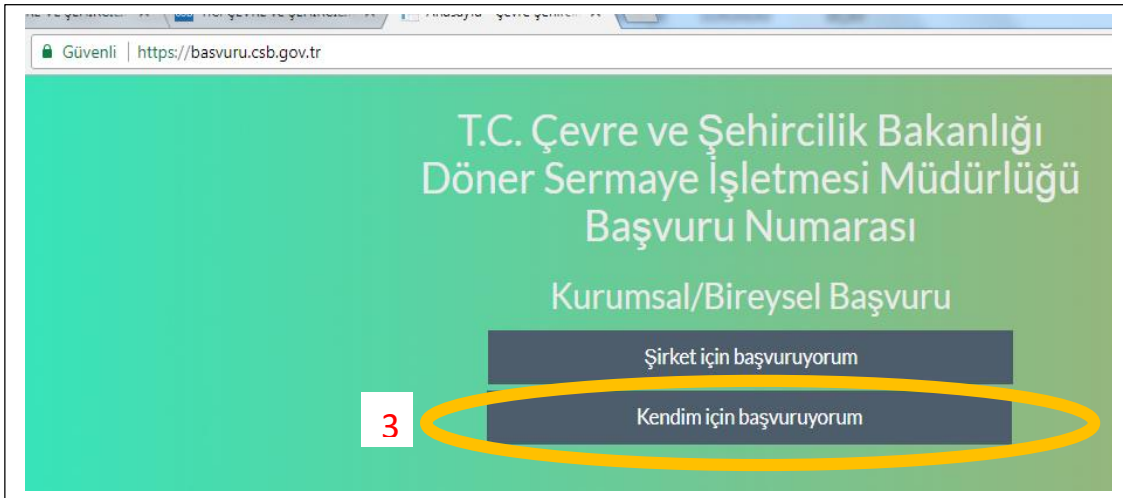 Güvenli | https://basvuru.csb.gov.tr
T.C. Çevre ve Şehircilik Bakanlığı
Döner Sermaye İşletmesi Müdürlüğü
Başvuru Numarası
Kurumsal/Bireysel Başvuru
Şirket için başvuruyorum
3
Kendim için başvuruyorum